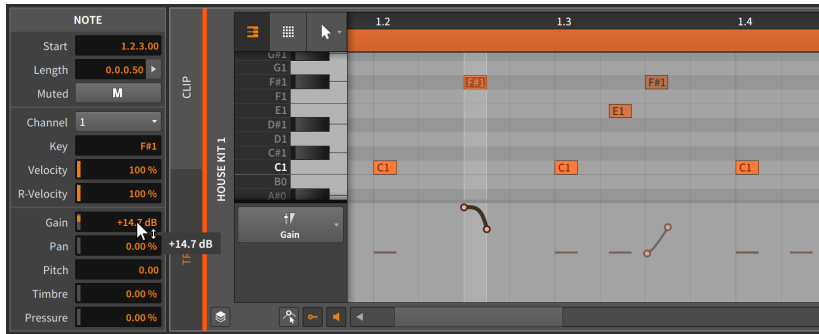 NOTE
Start 1.2.3.00
Length 0.0.0.50
Muted M
Channel 1
Key F#1
Velocity 100 %
R-Velocity 100 %
Gain +14.7 dB
Pan 0.00 %
Pitch 0.00
Timbre 0.00 %
Pressure 0.00 %
+14.7 dB
CLIP
HOUSE KIT 1
1.2 1.3 1.4
G#1
G1
F#1 F#1 F#1
F1
E1 E1
D#1
D1
C#1
C1 C1 C1 C1
B0
A#0
Gain